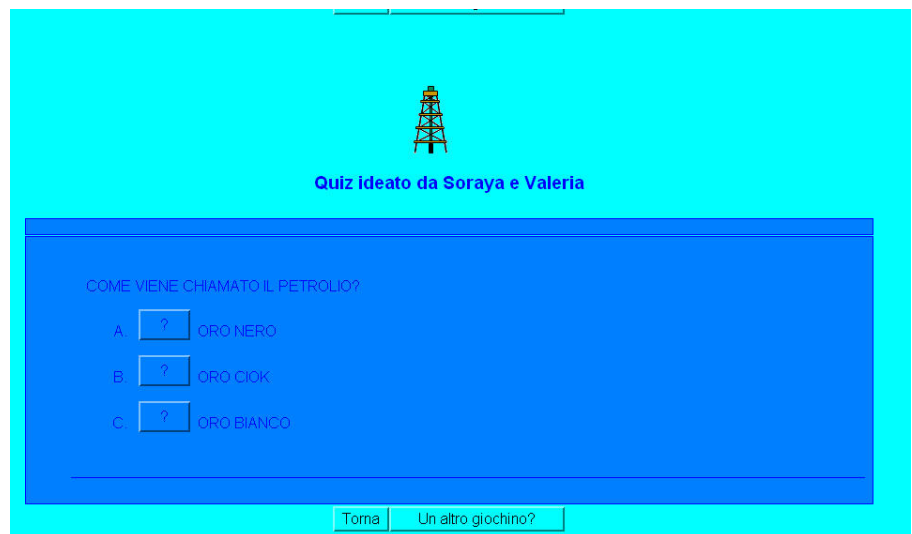 Quiz ideato da Soraya e Valeria
COME VIENE CHIAMATO IL PETROLIO?
A. ? ORO NERO
B. ? ORO CIOK
C. ? ORO BIANCO
Torna Un altro giochino?